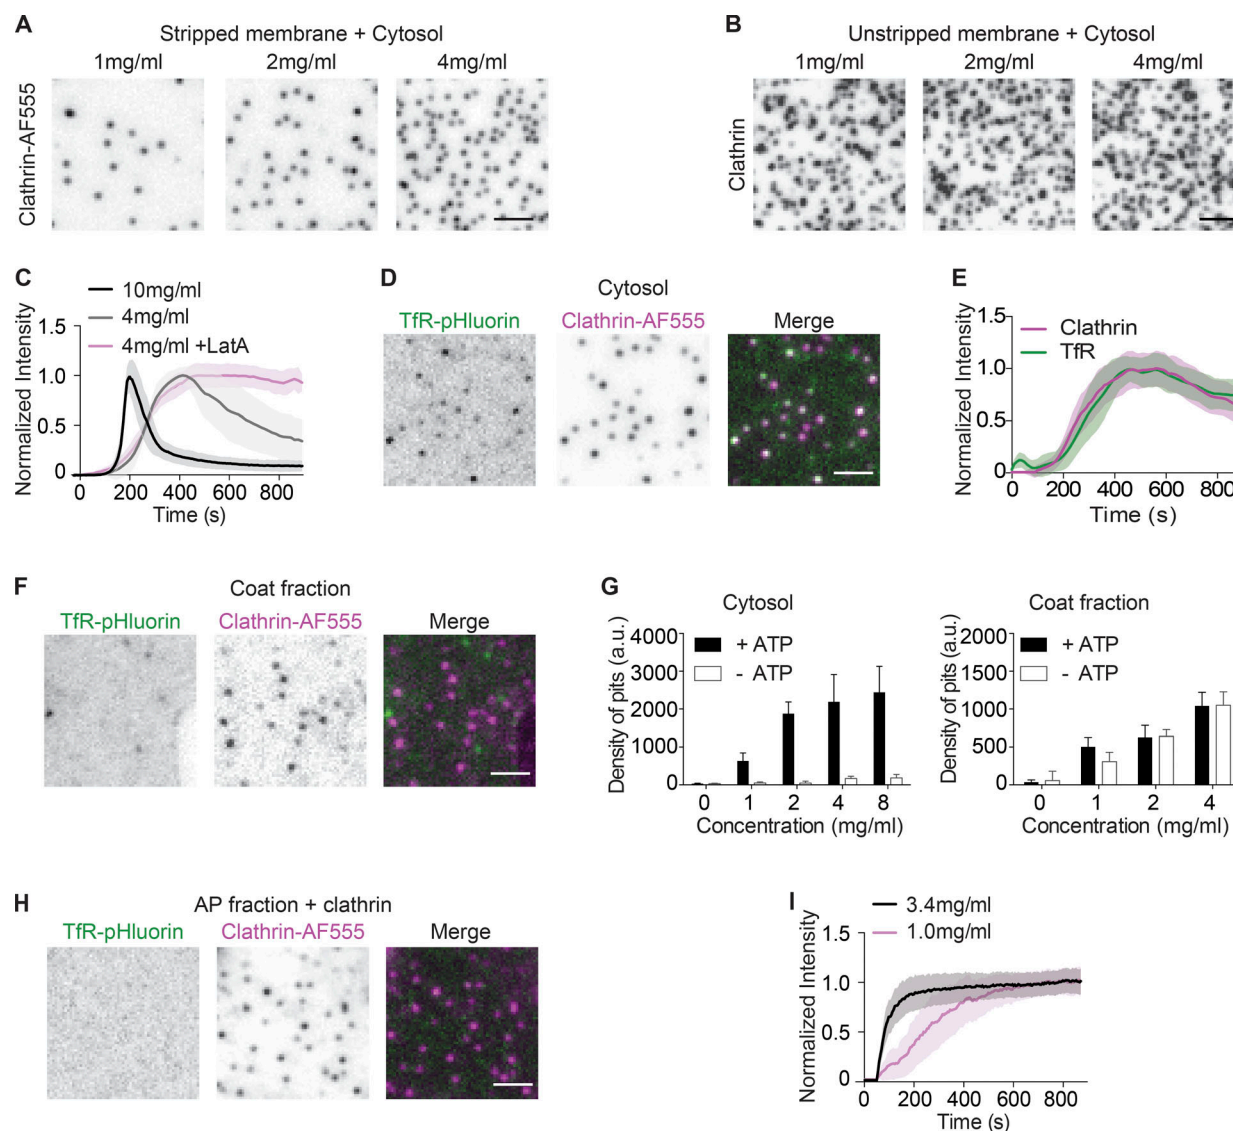 A
Stripped membrane + Cytosol
1mg/ml 2mg/ml 4mg/ml
Clathrin-AF555
B
Unstripped membrane + Cytosol
1mg/ml 2mg/ml 4mg/ml
Clathrin
C
10mg/ml
4mg/ml
4mg/ml +LatA
Normalized Intensity
1.5
1.0
0.5
0
0 200 400 600 800
Time (s)
D
Cytosol
TfR-pHluorin Clathrin-AF555 Merge
E
Clathrin
TfR
Normalized Intensity
1.5
1.0
0.5
0
0 200 400 600 800
Time (s)
F
Coat fraction
TfR-pHluorin Clathrin-AF555 Merge
G
Cytosol
+ ATP
- ATP
Density of pits (a.u.)
4000
3000
2000
1000
0
0 1 2 4 8
Concentration (mg/ml)
Coat fraction
+ ATP
- ATP
Density of pits (a.u.)
2000
1500
1000
500
0
0 1 2 4
Concentration (mg/ml)
H
AP fraction + clathrin
TfR-pHluorin Clathrin-AF555 Merge
I
3.4mg/ml
1.0mg/ml
Normalized Intensity
1.5
1.0
0.5
0
0 200 400 600 800
Time (s)